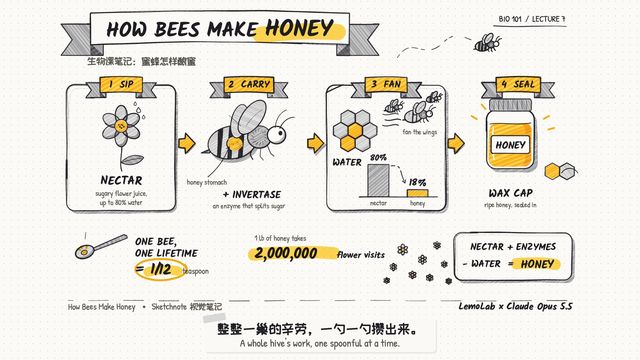 HOW BEES MAKE HONEY
BIO 101 / LECTURE 7
生物课笔记：蜜蜂怎样酿蜜
1 SIP
2 CARRY
3 FAN
4 SEAL
fan the wings
HONEY
WATER
80%
18%
nectar
honey
NECTAR
sugary flower juice,
up to 80% water
honey stomach
+ INVERTASE
an enzyme that splits sugar
WAX CAP
ripe honey, sealed in
ONE BEE,
ONE LIFETIME
= 1/12 teaspoon
1 lb of honey takes
2,000,000 flower visits
NECTAR + ENZYMES
- WATER = HONEY
How Bees Make Honey • Sketchnote 视觉笔记
LemoLab x Claude Opus 5.5
整整一巢的辛劳，一勺一勺攒出来。
A whole hive's work, one spoonful at a time.